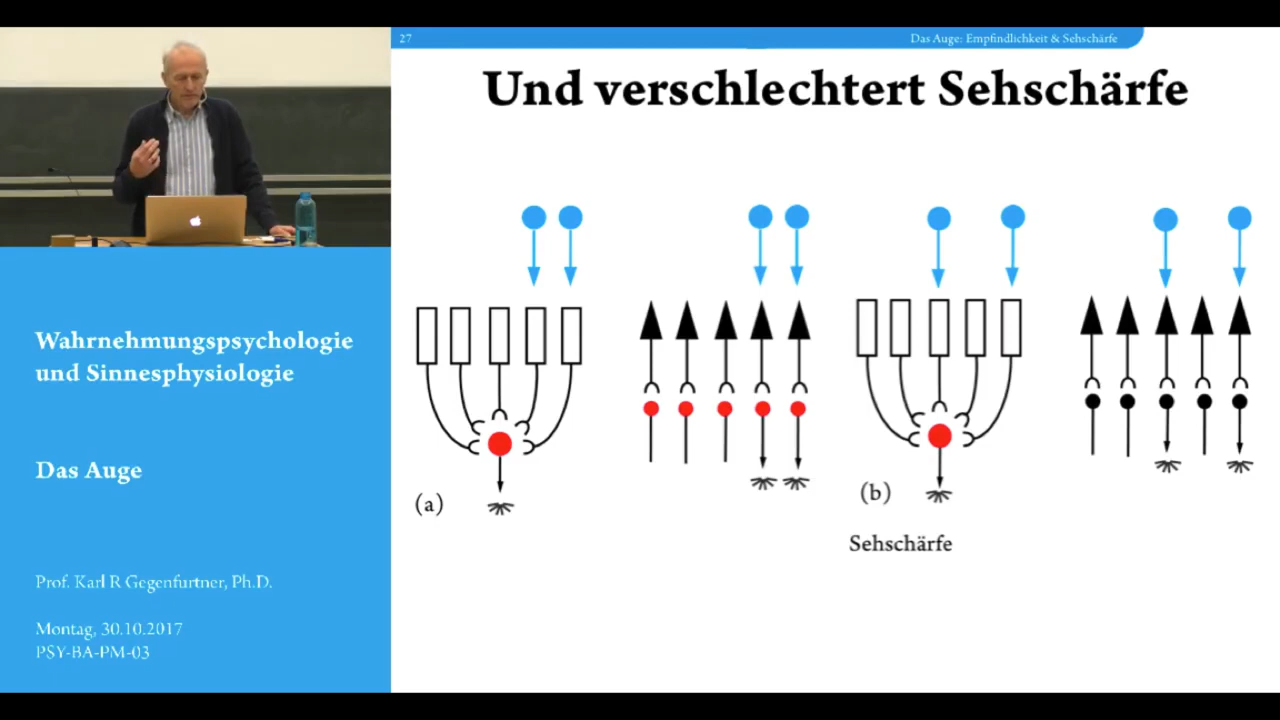 27
Das Auge: Empfindlichkeit & Sehschärfe
Und verschlechtert Sehschärfe
Wahrnehmungspsychologie
und Sinnesphysiologie
Das Auge
Prof. Karl R Gegenfurtner, Ph.D.
Montag, 30.10.2017
PSY-BA-PM-03
(a)
(b)
Sehschärfe